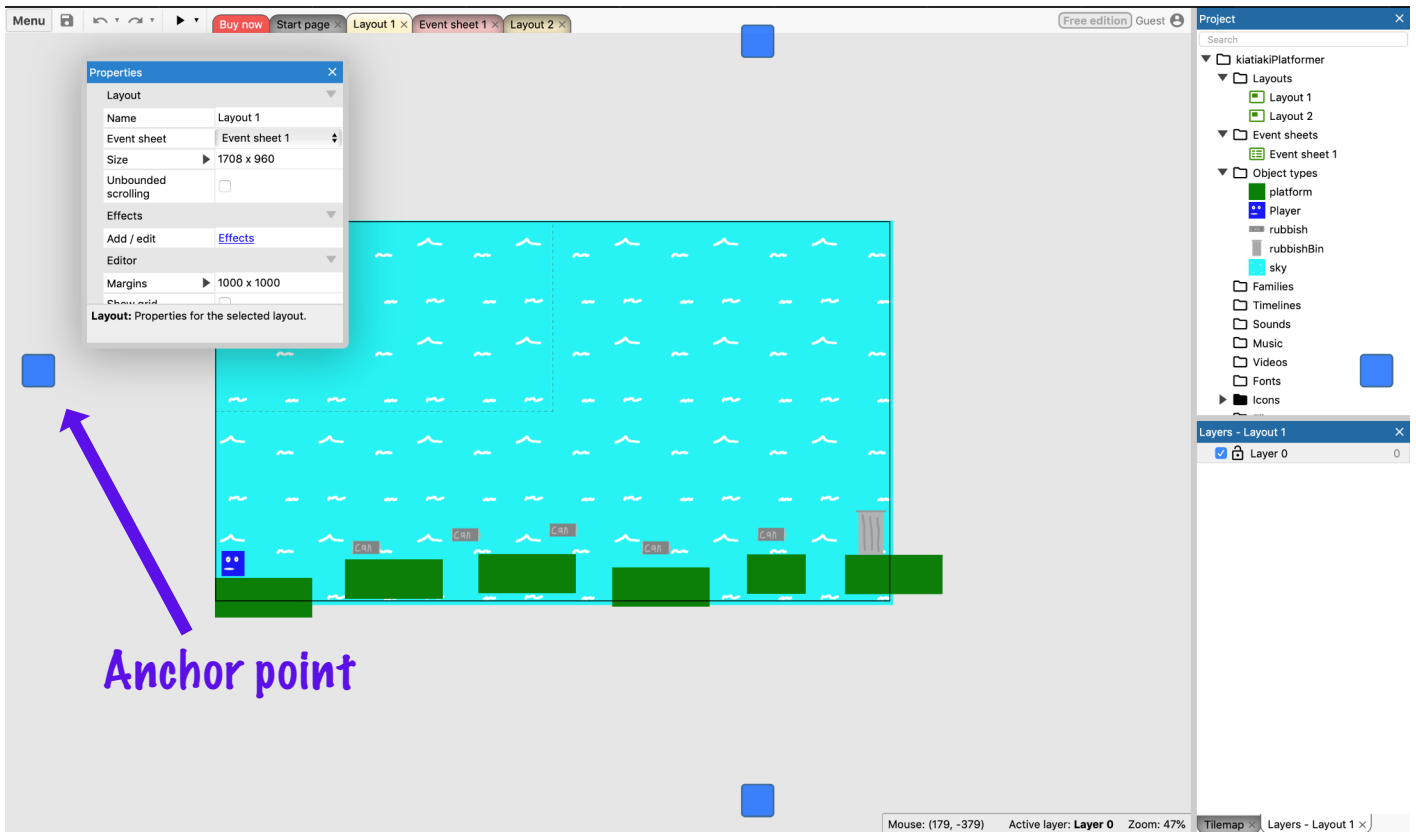 Menu Buy now Start page Layout 1 Event sheet 1 Layout 2 Free edition Guest
Properties
Layout
Name Layout 1
Event sheet Event sheet 1
Size 1708 x 960
Unbounded
scrolling
Effects
Add / edit Effects
Editor
Margins 1000 x 1000
Show grid
Layout: Properties for the selected layout.
Can Can Can Can Can
Anchor point
Mouse: (179, -379) Active layer: Layer 0 Zoom: 47%
Project
Search
kiatiakiPlatformer
Layouts
Layout 1
Layout 2
Event sheets
Event sheet 1
Object types
platform
Player
rubbish
rubbishBin
sky
Families
Timelines
Sounds
Music
Videos
Fonts
Icons
Layers - Layout 1
Layer 0 0
Tilemap Layers - Layout 1